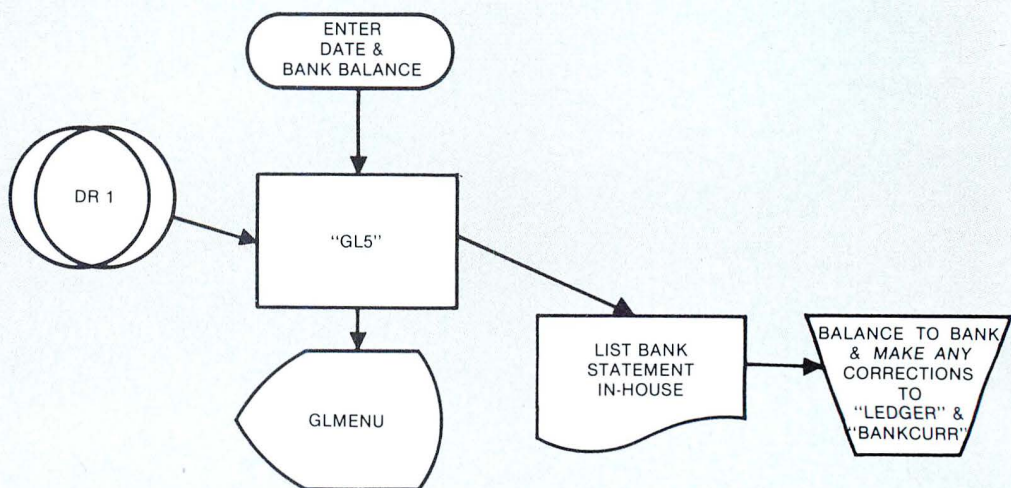 ENTER
DATE &
BANK BALANCE
DR 1
"GL5"
GLMENU
LIST BANK
STATEMENT
IN-HOUSE
BALANCE TO BANK
& MAKE ANY
CORRECTIONS
TO
"LEDGER" &
"BANKCURR"